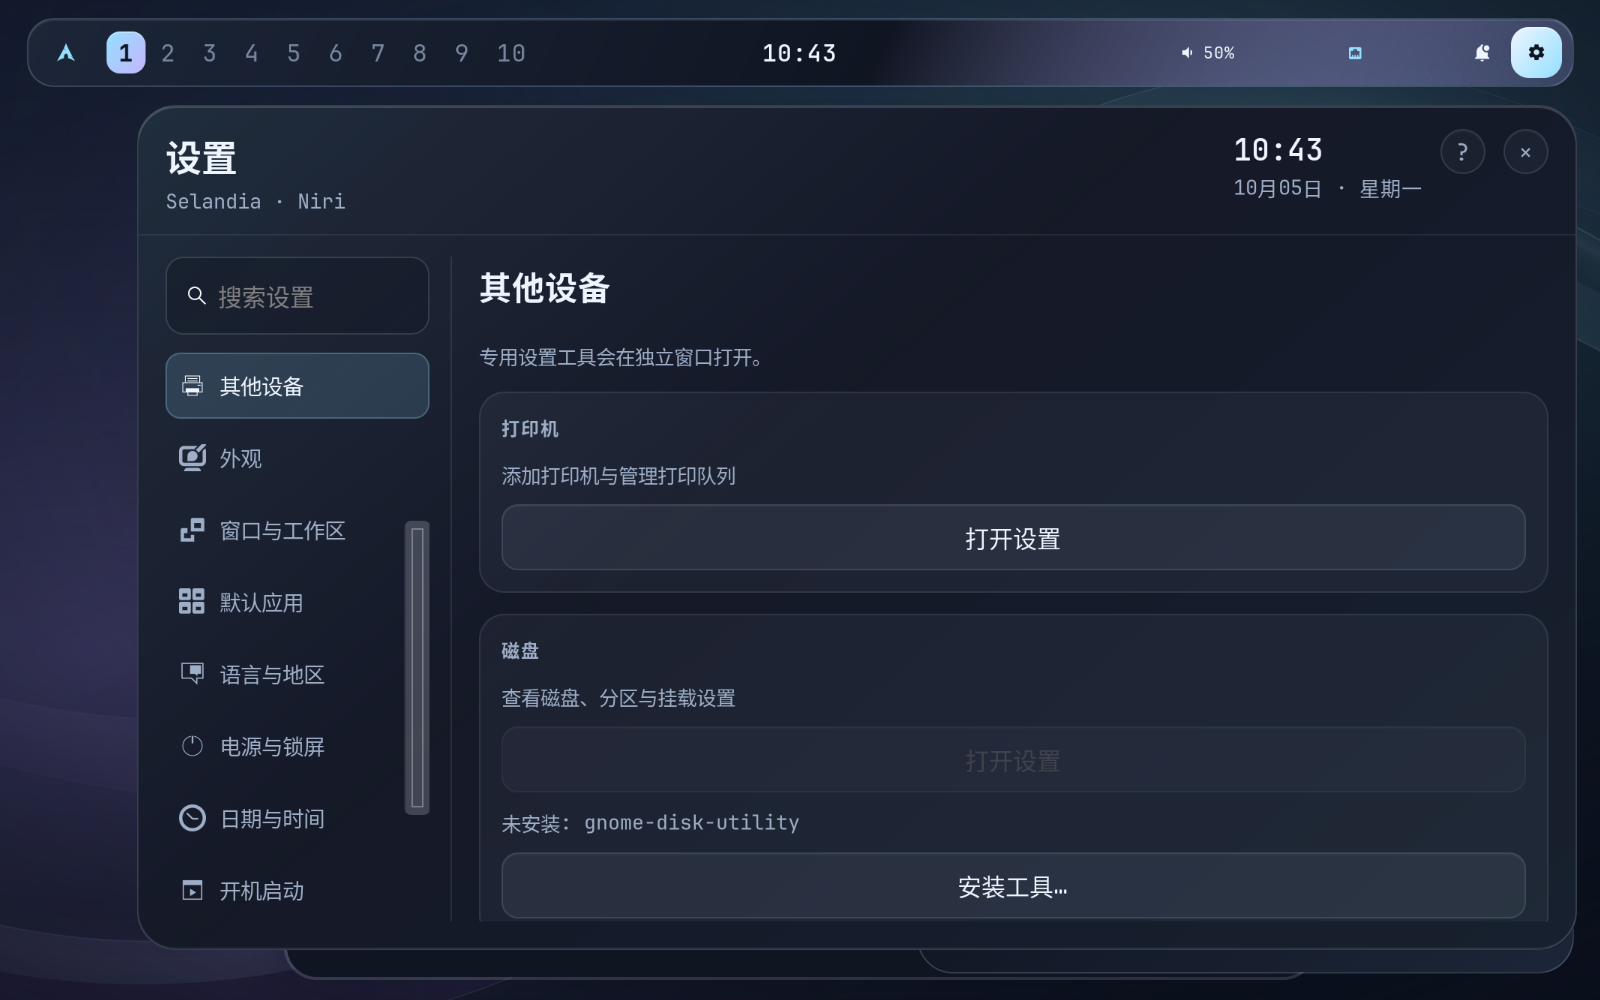 1 2 3 4 5 6 7 8 9 10
10:43
50%
设置
Selandia · Niri
10:43
10月05日 · 星期一
?
×
搜索设置
其他设备
外观
窗口与工作区
默认应用
语言与地区
电源与锁屏
日期与时间
开机启动
其他设备
专用设置工具会在独立窗口打开。
打印机
添加打印机与管理打印队列
打开设置
磁盘
查看磁盘、分区与挂载设置
打开设置
未安装: gnome-disk-utility
安装工具…